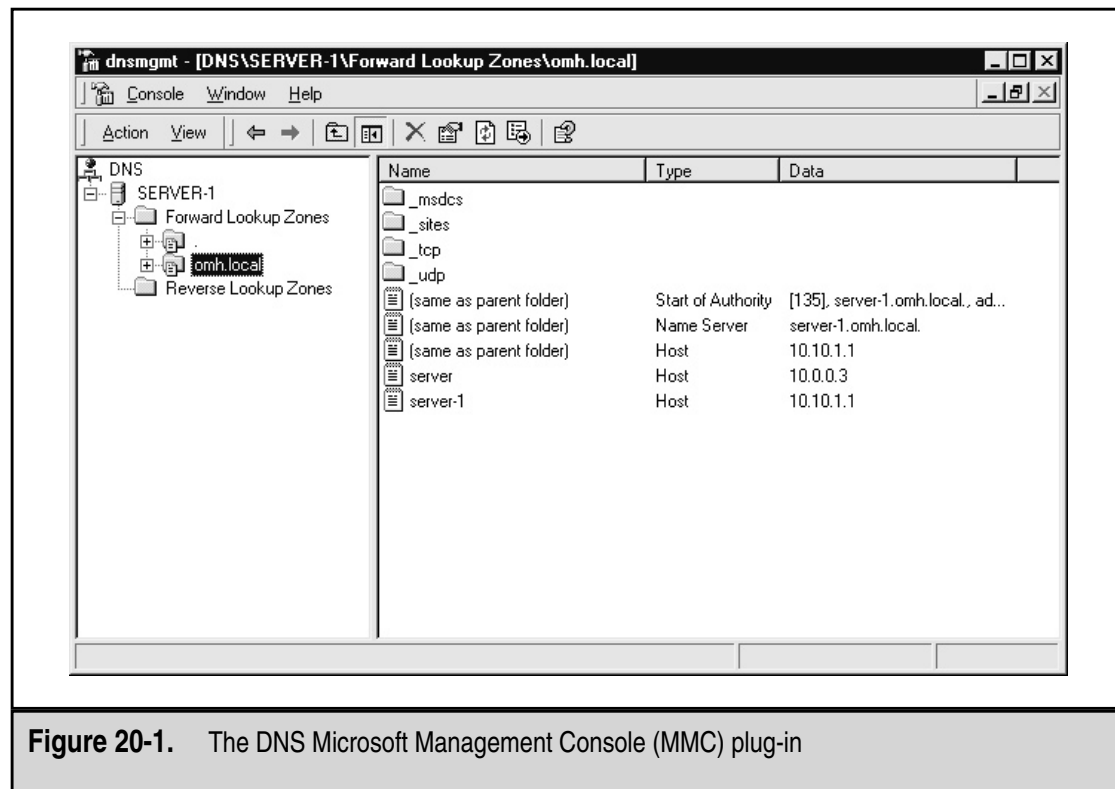 dnsmgmt - [DNS\SERVER-1\Forward Lookup Zones\omh.local]
Console Window Help
Action View
DNS
SERVER-1
Forward Lookup Zones
.
omh.local
Reverse Lookup Zones
Name Type Data
_msdcs
_sites
_tcp
_udp
(same as parent folder) Start of Authority [135], server-1.omh.local., ad...
(same as parent folder) Name Server server-1.omh.local.
(same as parent folder) Host 10.10.1.1
server Host 10.0.0.3
server-1 Host 10.10.1.1
Figure 20-1. The DNS Microsoft Management Console (MMC) plug-in